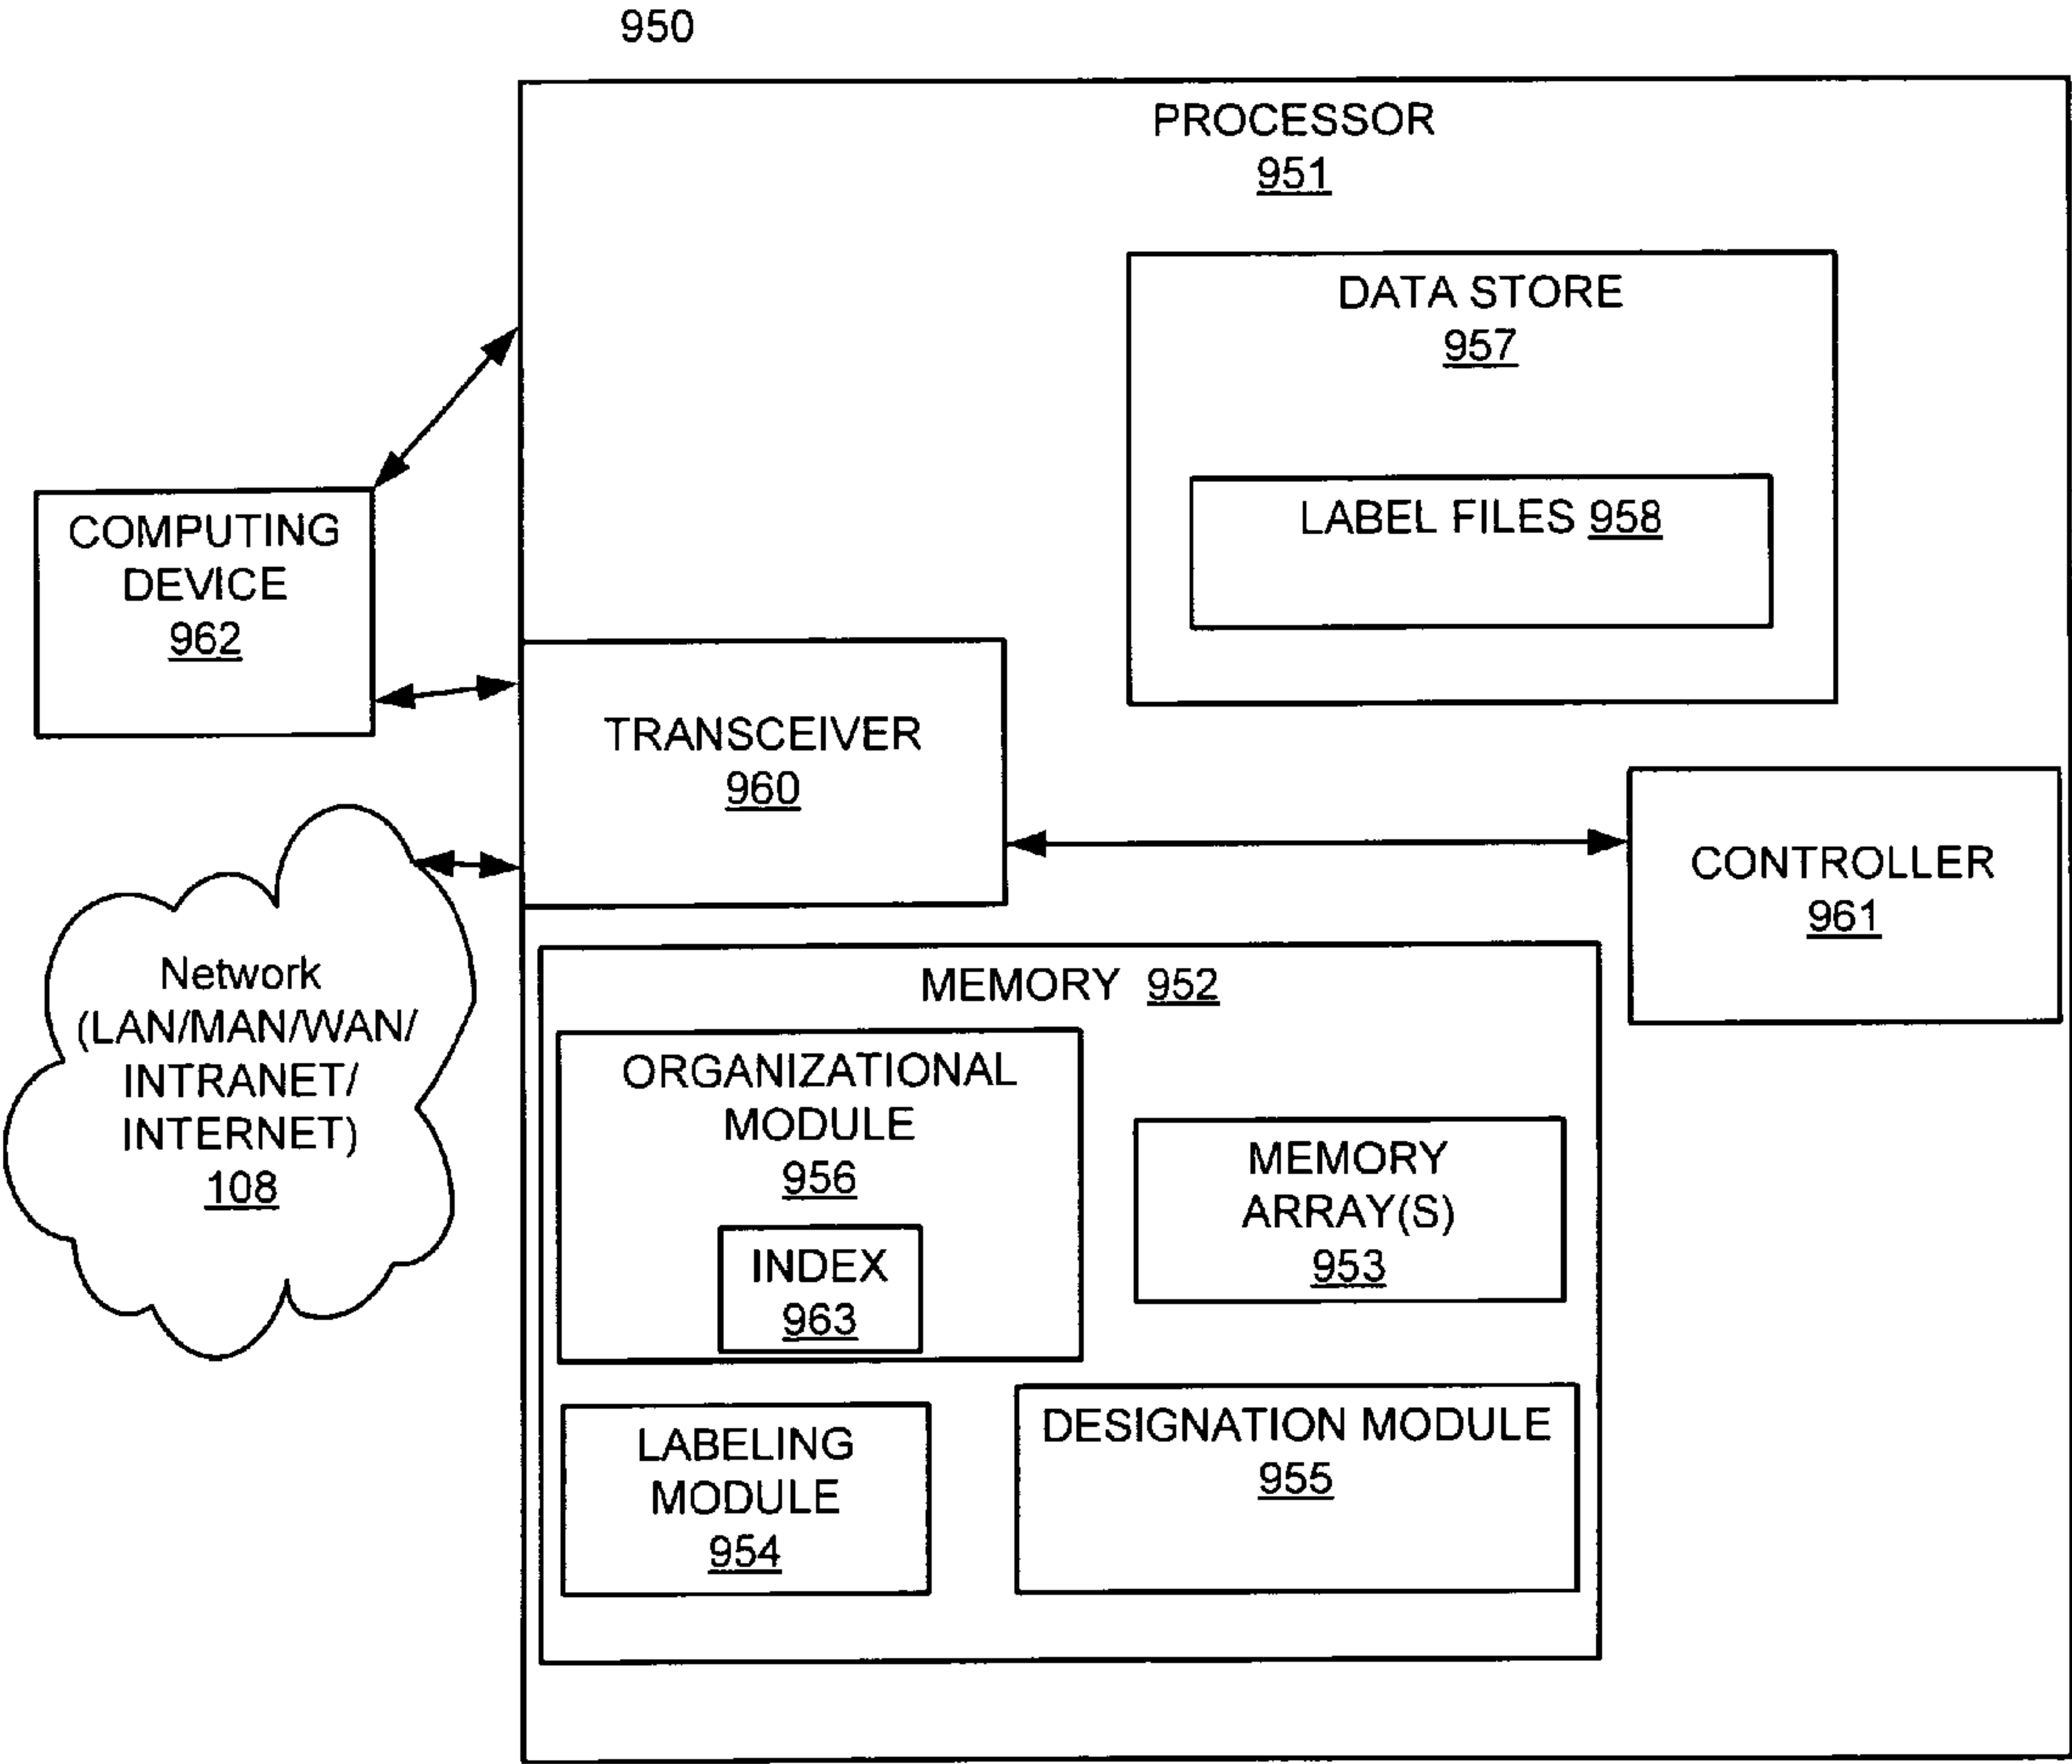 950
PROCESSOR
951
DATA STORE
957
LABEL FILES 958
COMPUTING
DEVICE
962
TRANSCEIVER
960
CONTROLLER
961
Network
(LAN/MAN/WAN/
INTRANET/
INTERNET)
108
MEMORY 952
ORGANIZATIONAL
MODULE
956
INDEX
963
MEMORY
ARRAY(S)
953
LABELING
MODULE
954
DESIGNATION MODULE
955